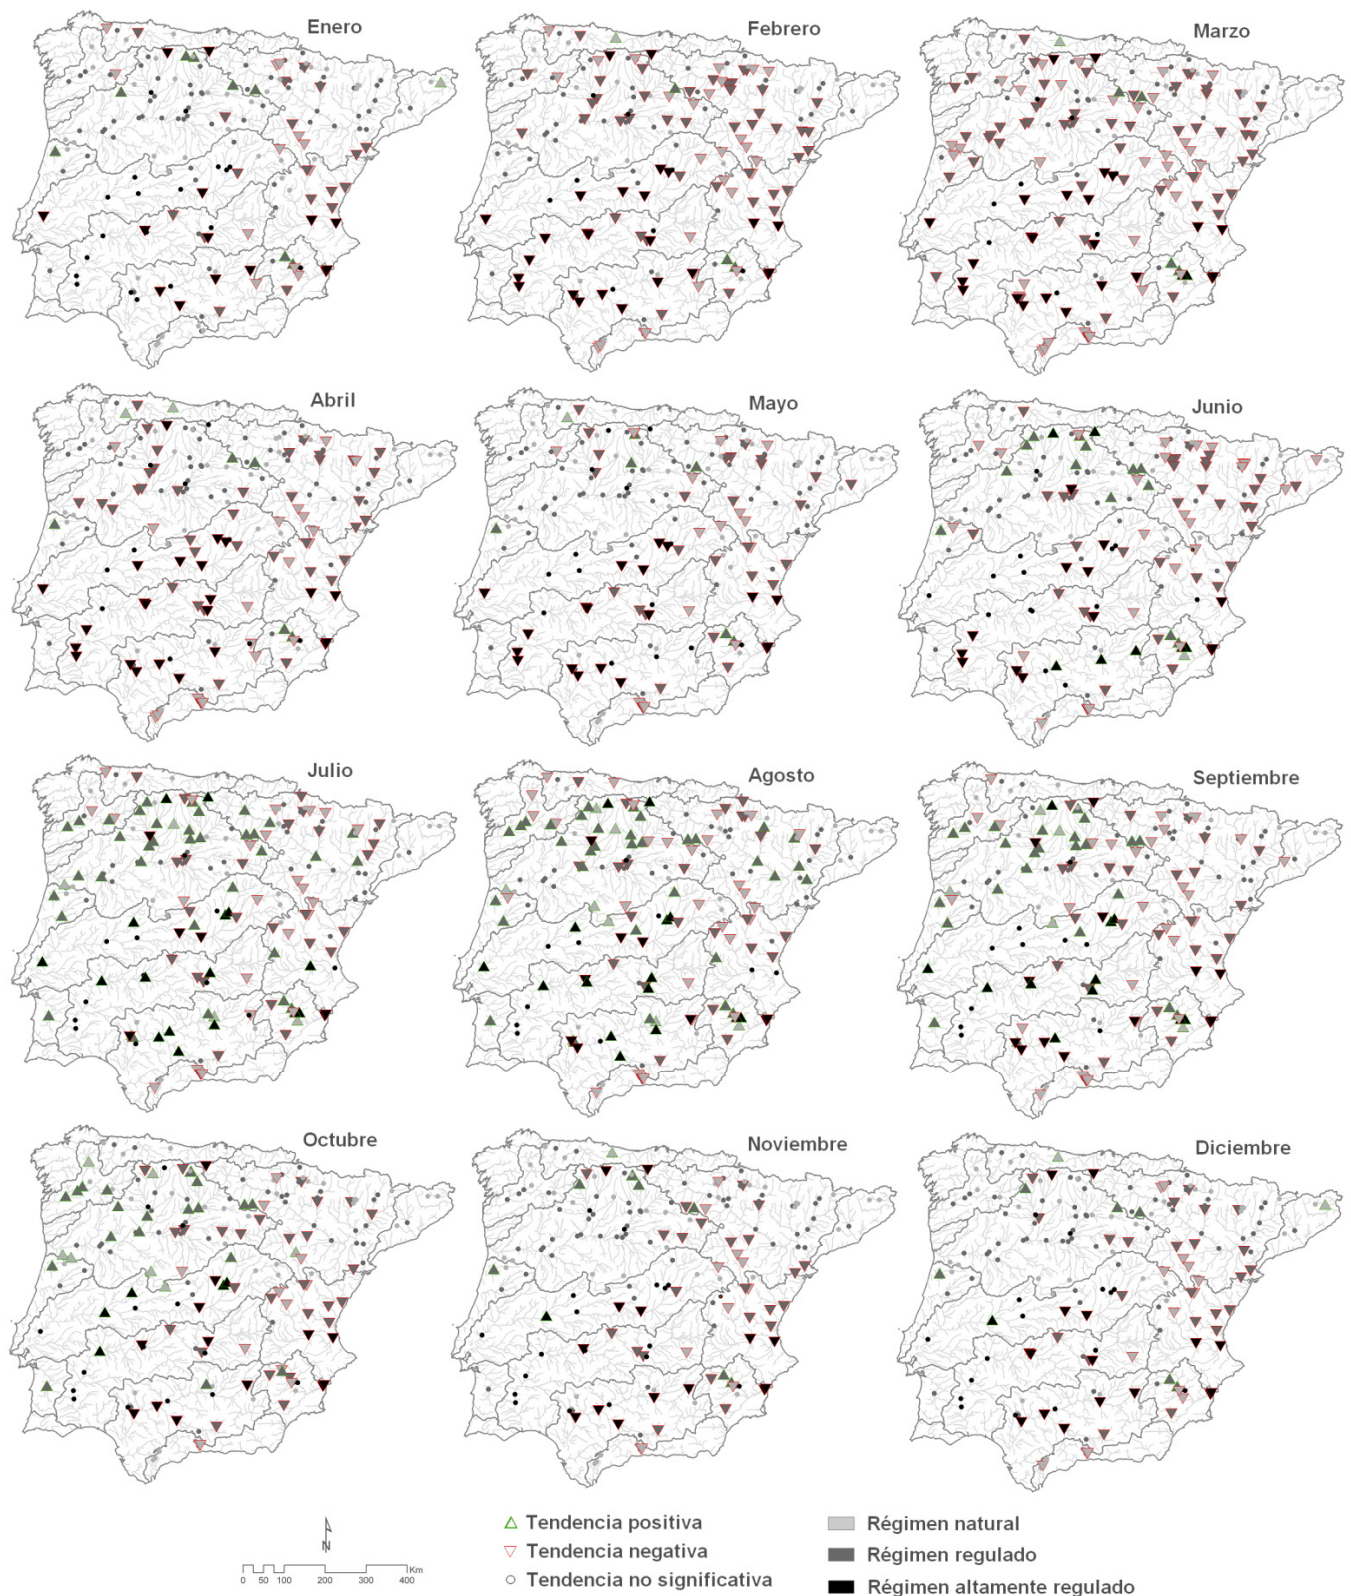 Enero
Febrero
Marzo
Abril
Mayo
Junio
Julio
Agosto
Septiembre
Octubre
Noviembre
Diciembre
N
Km
0 50 100 200 300 400
Tendencia positiva
Tendencia negativa
Tendencia no significativa
Régimen natural
Régimen regulado
Régimen altamente regulado